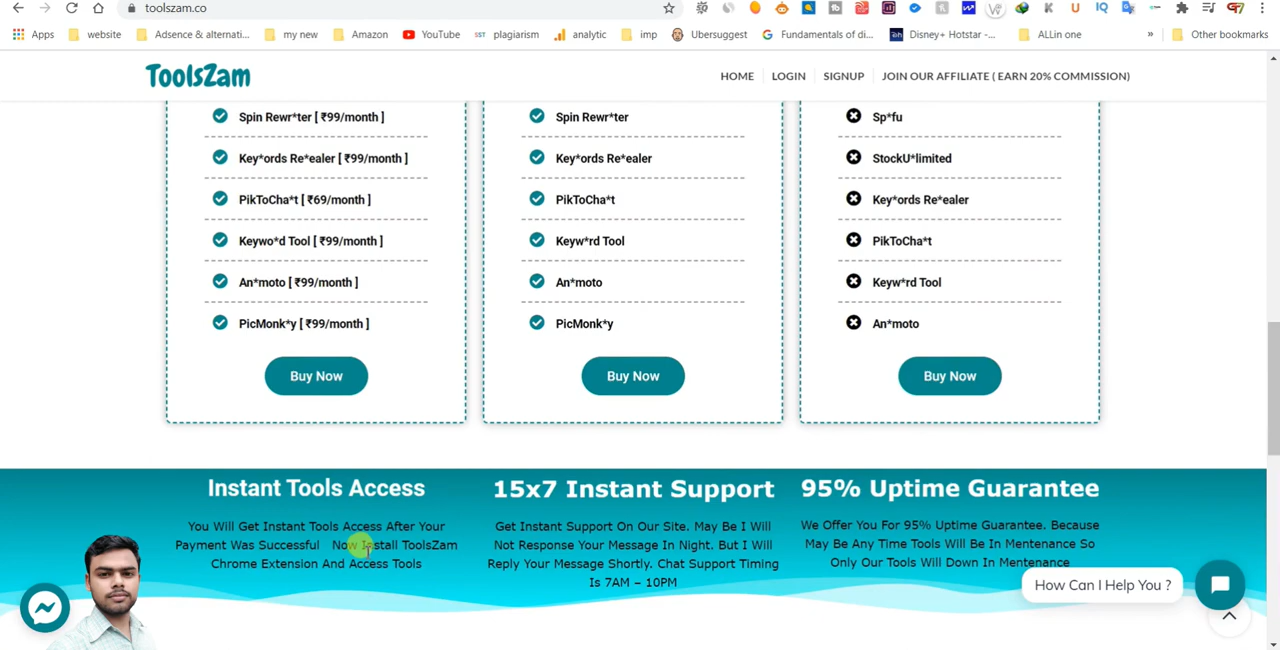 toolszam.co
Apps website Adsence & alternati... my new Amazon YouTube SST plagiarism analytic imp Ubersuggest Fundamentals of di... Disney+ Hotstar -... ALLin one » Other bookmarks
ToolsZam
HOME LOGIN SIGNUP JOIN OUR AFFILIATE ( EARN 20% COMMISSION)
Spin Rewr*ter [ ₹99/month ]
Key*ords Re*ealer [ ₹99/month ]
PikToCha*t [ ₹69/month ]
Keywo*d Tool [ ₹99/month ]
An*moto [ ₹99/month ]
PicMonk*y [ ₹99/month ]
Buy Now
Spin Rewr*ter
Key*ords Re*ealer
PikToCha*t
Keyw*rd Tool
An*moto
PicMonk*y
Buy Now
Sp*fu
StockU*limited
Key*ords Re*ealer
PikToCha*t
Keyw*rd Tool
An*moto
Buy Now
Instant Tools Access
You Will Get Instant Tools Access After Your
Payment Was Successful Now Install ToolsZam
Chrome Extension And Access Tools
15x7 Instant Support
Get Instant Support On Our Site. May Be I Will
Not Response Your Message In Night. But I Will
Reply Your Message Shortly. Chat Support Timing
Is 7AM – 10PM
95% Uptime Guarantee
We Offer You For 95% Uptime Guarantee. Because
May Be Any Time Tools Will Be In Mentenance So
Only Our Tools Will Down In Mentenance
How Can I Help You ?